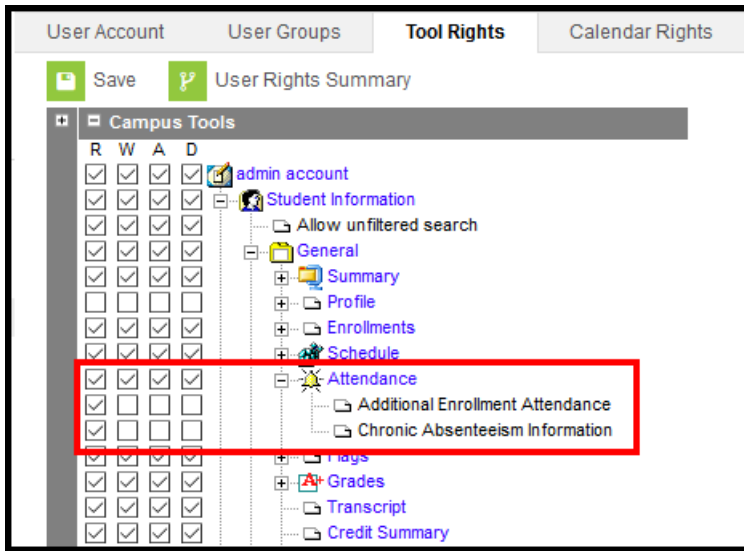 User Account User Groups Tool Rights Calendar Rights
Save User Rights Summary
Campus Tools
R W A D
admin account
Student Information
Allow unfiltered search
General
Summary
Profile
Enrollments
Schedule
Attendance
Additional Enrollment Attendance
Chronic Absenteeism Information
Flags
A+ Grades
Transcript
Credit Summary